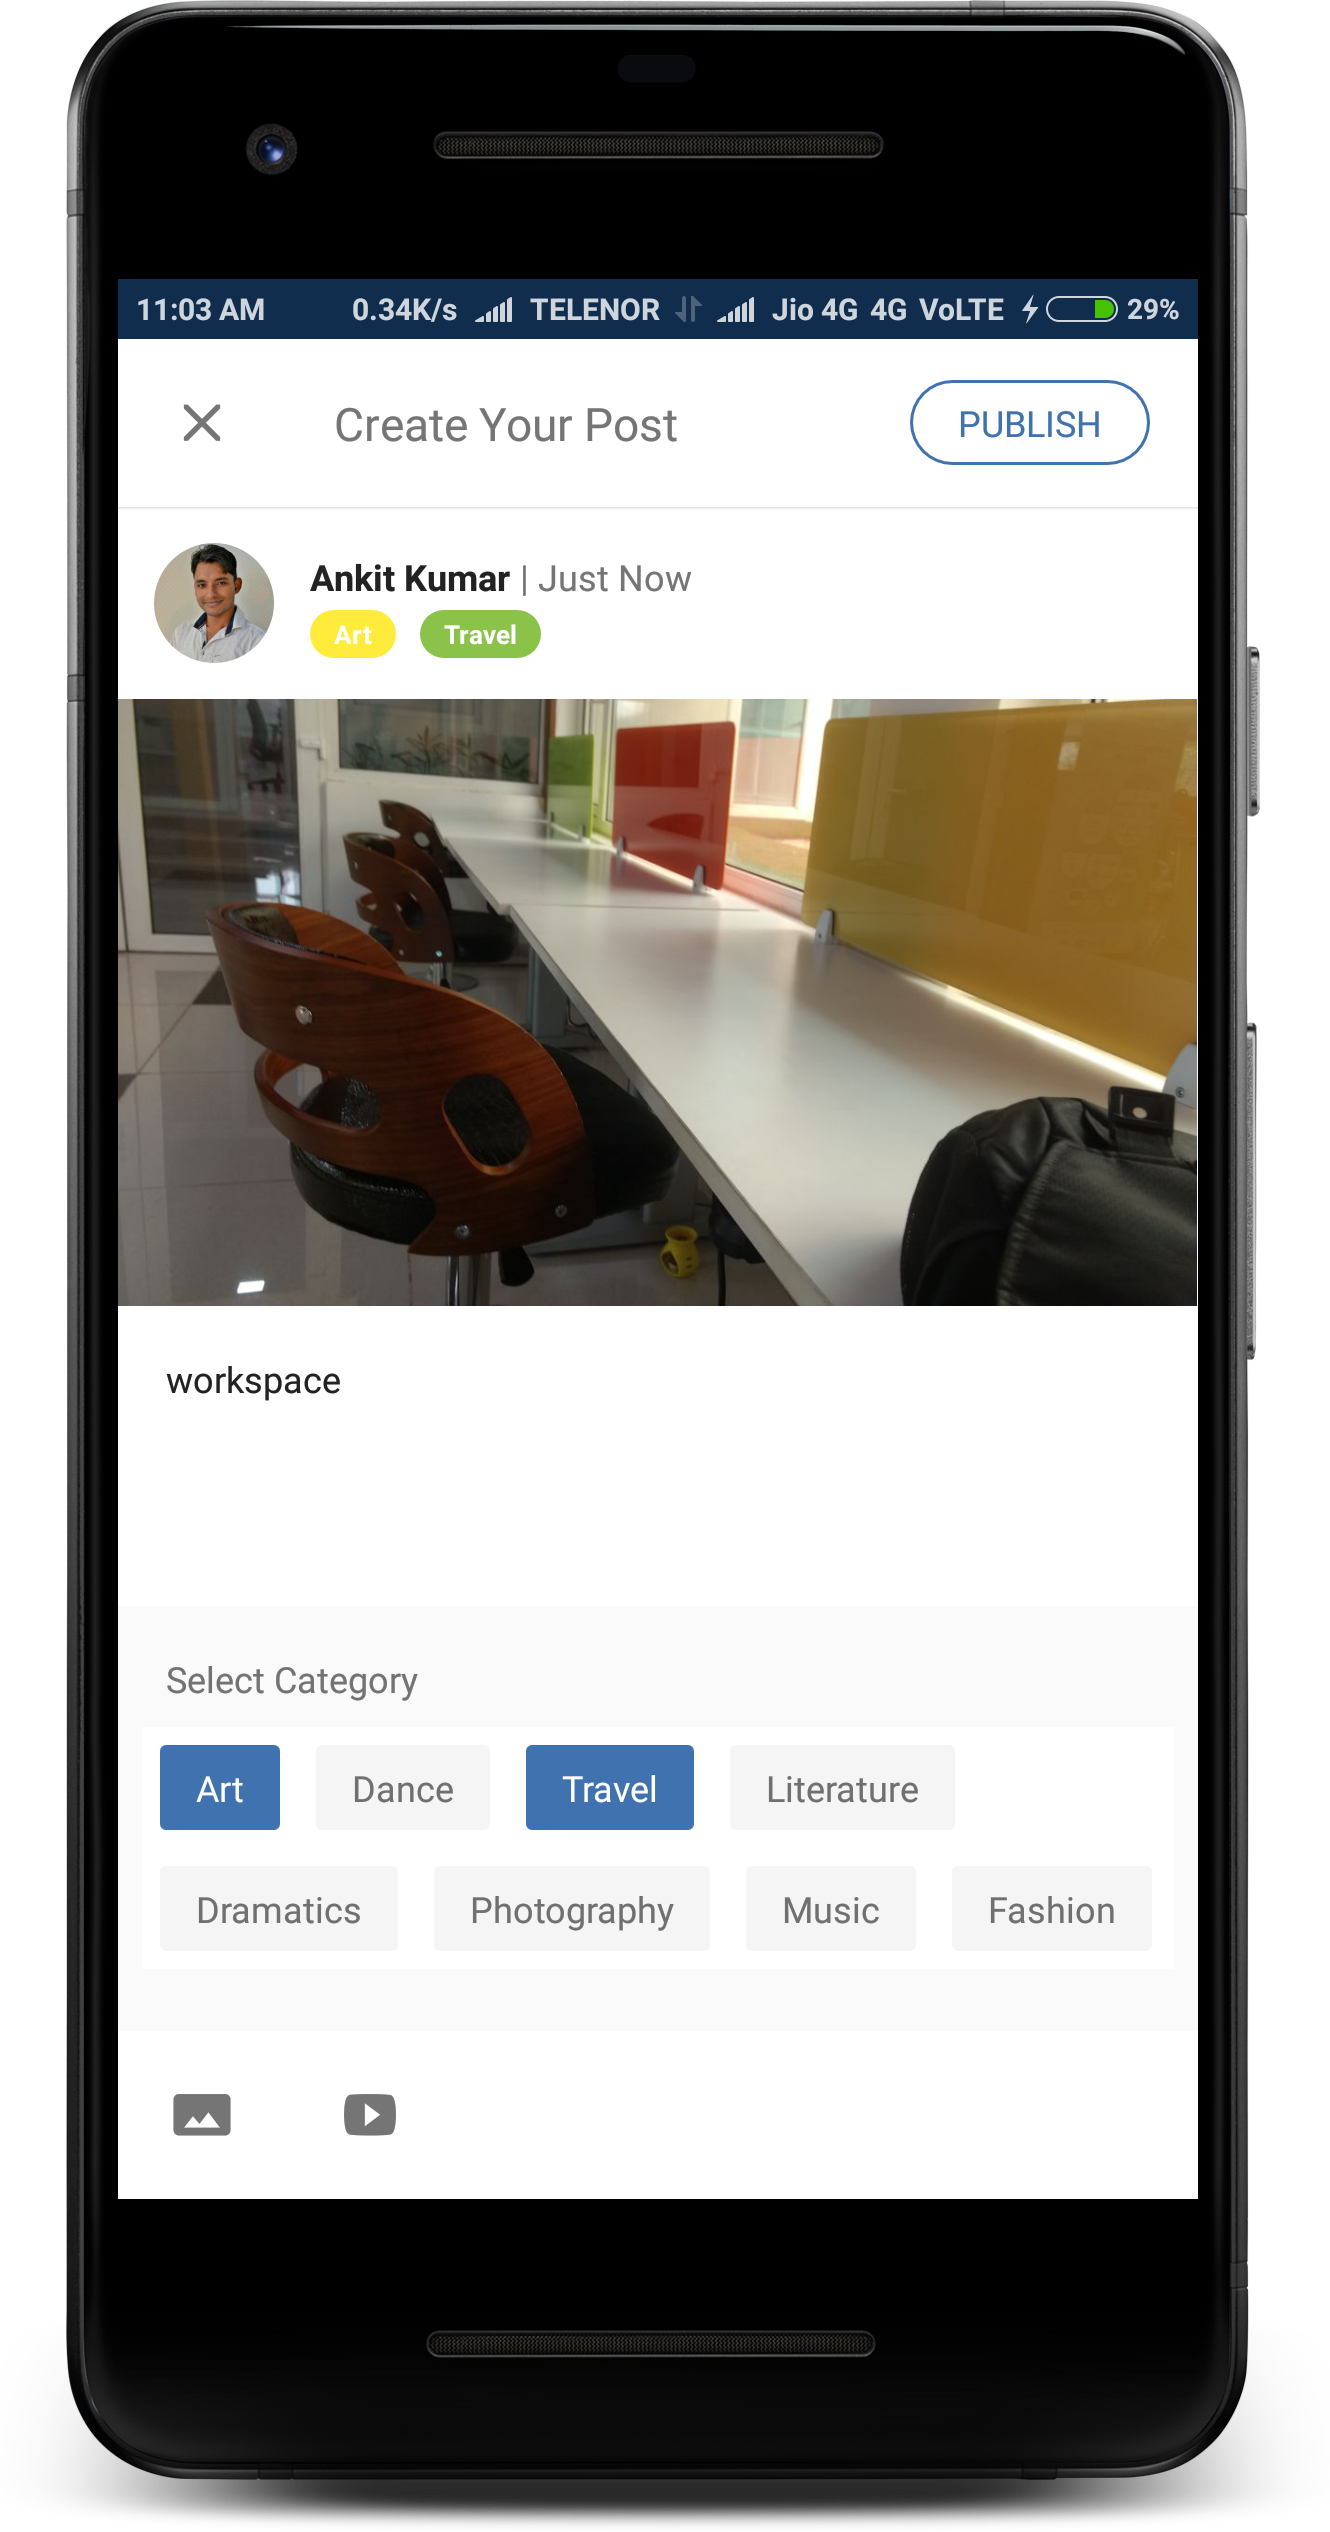 11:03 AM 0.34K/s TELENOR Jio 4G 4G VoLTE 29%
Create Your Post PUBLISH
Ankit Kumar | Just Now
Art Travel
workspace
Select Category
Art Dance Travel Literature
Dramatics Photography Music Fashion